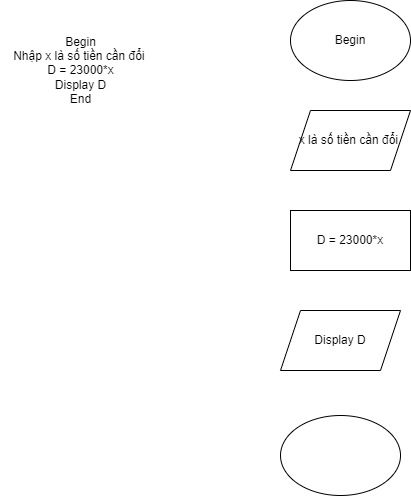 Begin
Nhập x là số tiền cần đổi
D = 23000*x
Display D
End
Begin
x là số tiền cần đổi
D = 23000*x
Display D